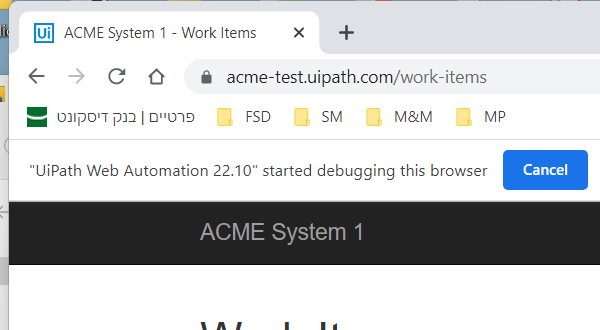 Ui ACME System 1 - Work Items
acme-test.uipath.com/work-items
פרטיים | בנק דיסקונט FSD SM M&M MP
"UiPath Web Automation 22.10" started debugging this browser Cancel
ACME System 1